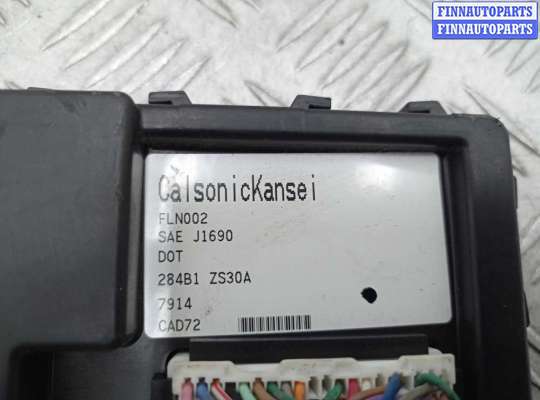 FINNAUTOPARTS
FINNAUTOPARTS
CalsonicKansei
FLN002
SAE J1690
DOT
284B1 ZS30A
7914
CAD72